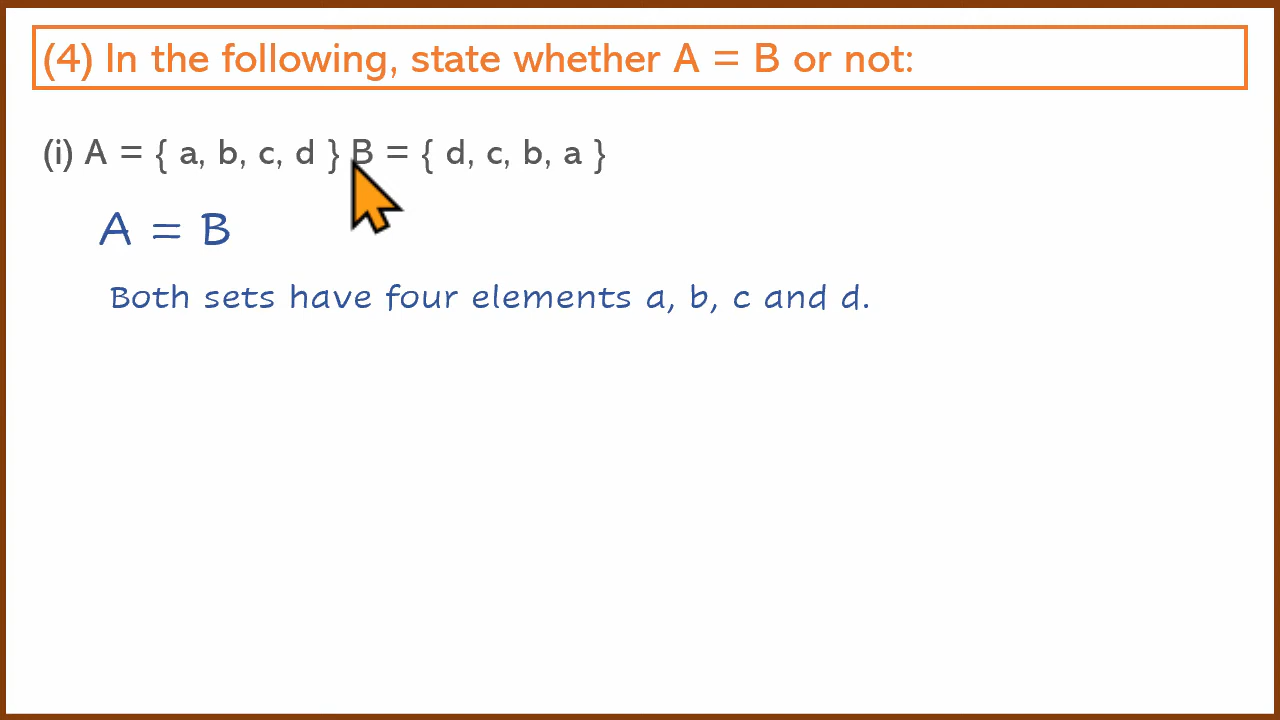 (4) In the following, state whether A = B or not:
(i) A = { a, b, c, d } B = { d, c, b, a }
A = B
Both sets have four elements a, b, c and d.